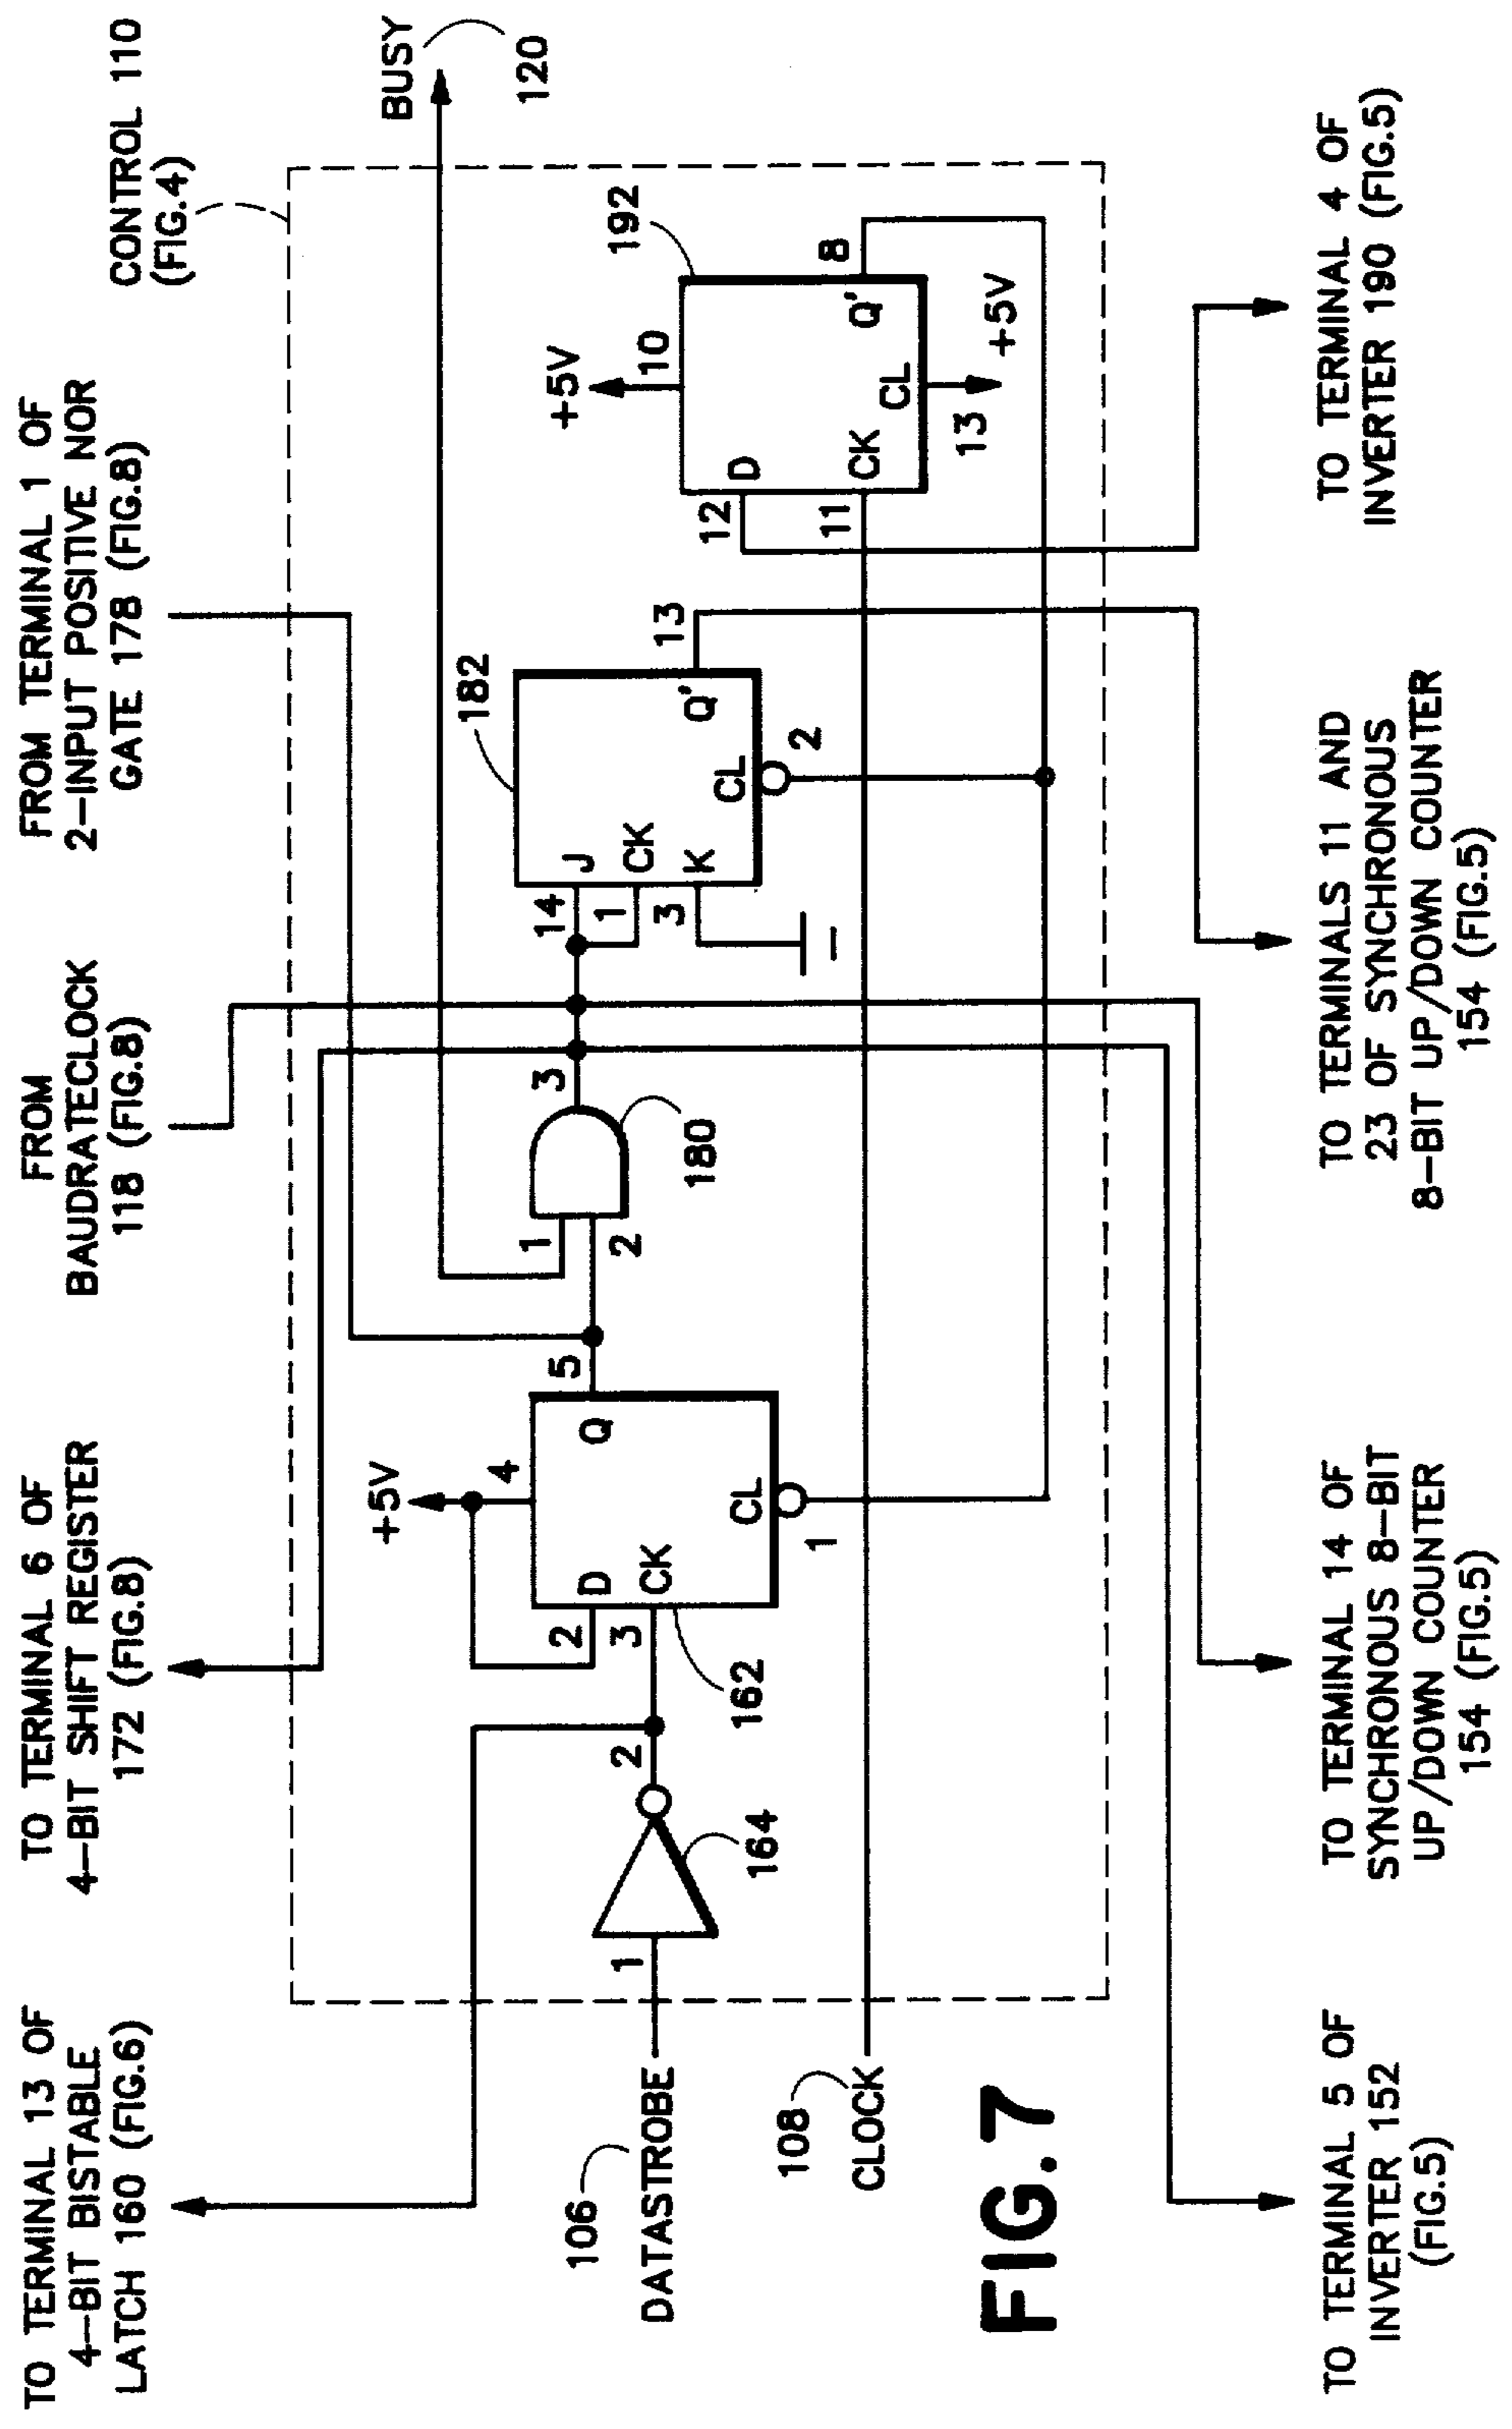 TO TERMINAL 13 OF
4-BIT BISTABLE
LATCH 160 (FIG.6)
TO TERMINAL 6 OF
4-BIT SHIFT REGISTER
172 (FIG.8)
FROM
BAUDRATECLOCK
118 (FIG.8)
FROM TERMINAL 1 OF
2-INPUT POSITIVE NOR
GATE 178 (FIG.8)
CONTROL 110
(FIG.4)
BUSY
120
106
DATASTROBE
1
2
164
+5V
4
2
D
Q
5
3
CK
CL
1
162
1
2
3
180
182
14
J
1
CK
3
K
Q'
13
CL
2
+5V
10
192
12
D
11
CK
Q'
8
CL
13
+5V
108
CLOCK
FIG.7
TO TERMINAL 5 OF
INVERTER 152
(FIG.5)
TO TERMINAL 14 OF
SYNCHRONOUS 8-BIT
UP/DOWN COUNTER
154 (FIG.5)
TO TERMINALS 11 AND
23 OF SYNCHRONOUS
8-BIT UP/DOWN COUNTER
154 (FIG.5)
TO TERMINAL 4 OF
INVERTER 190 (FIG.5)